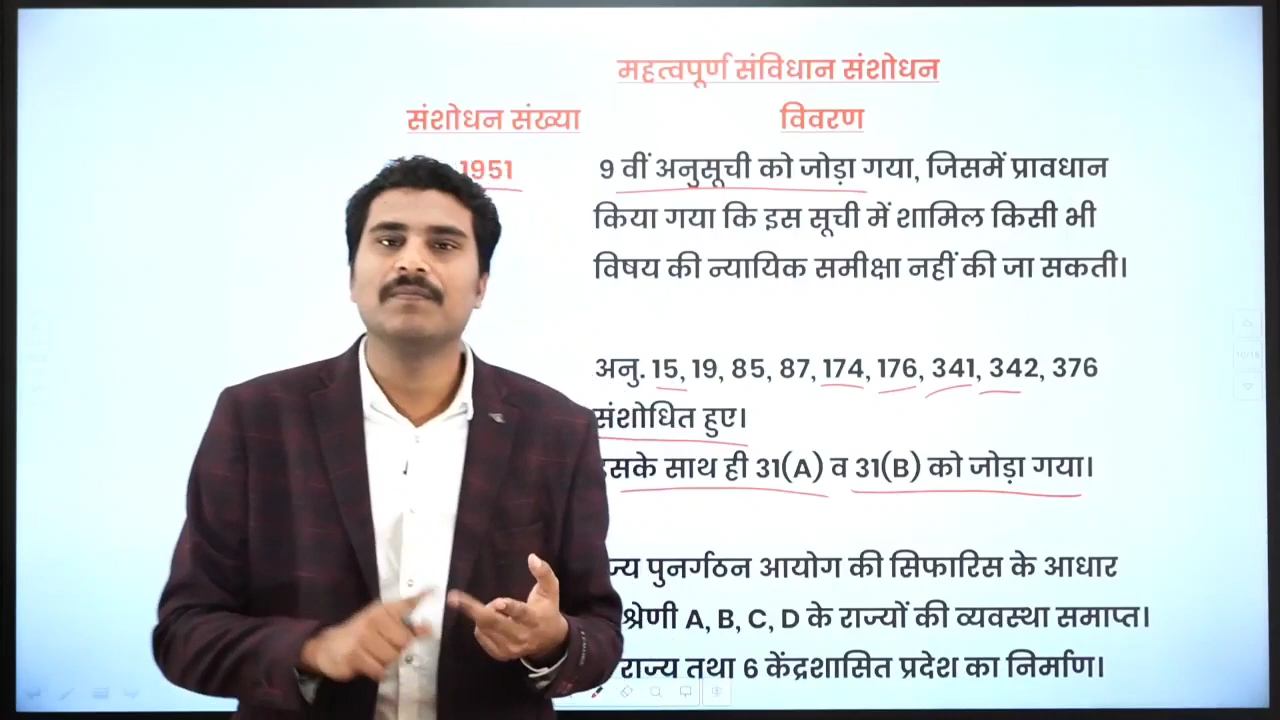 महत्वपूर्ण संविधान संशोधन
संशोधन संख्या विवरण
1951 9 वीं अनुसूची को जोड़ा गया, जिसमें प्रावधान
किया गया कि इस सूची में शामिल किसी भी
विषय की न्यायिक समीक्षा नहीं की जा सकती।
अनु. 15, 19, 85, 87, 174, 176, 341, 342, 376
संशोधित हुए।
के साथ ही 31(A) व 31(B) को जोड़ा गया।
पुनर्गठन आयोग की सिफारिस के आधार
श्रेणी A, B, C, D के राज्यों की व्यवस्था समाप्त।
राज्य तथा 6 केंद्रशासित प्रदेश का निर्माण।